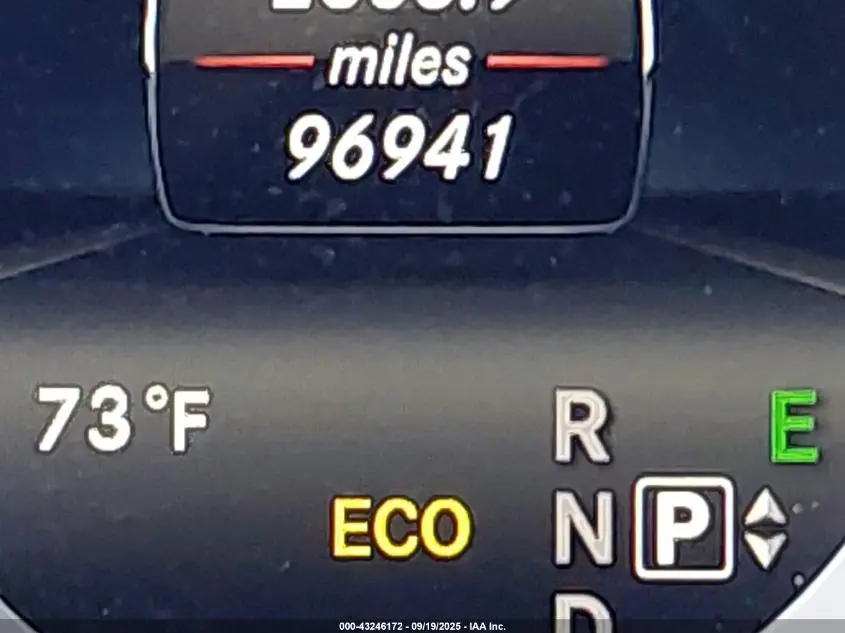 miles
96941
73°F
R
E
ECO
N
P
D
000-43246172 - 09/19/2025 - IAA Inc.